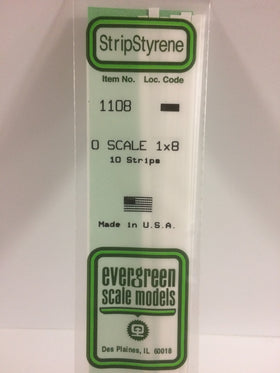 StripStyrene
Item No. Loc. Code
1108
O SCALE 1x8
10 Strips
Made in U.S.A.
evergreen
scale models
Des Plaines, IL 60018